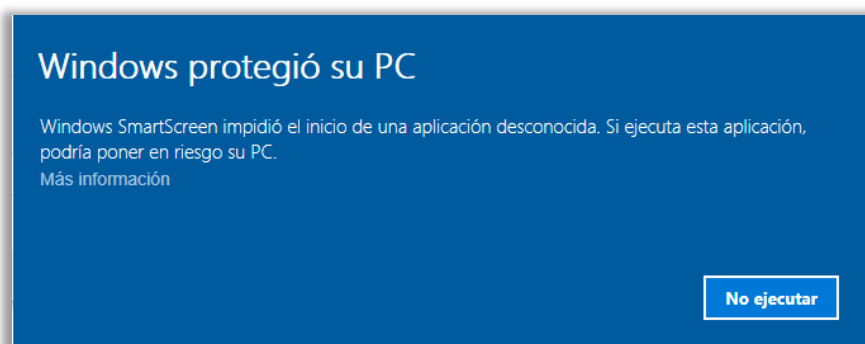 Windows protegió su PC
Windows SmartScreen impidió el inicio de una aplicación desconocida. Si ejecuta esta aplicación,
podría poner en riesgo su PC.
Más información
No ejecutar